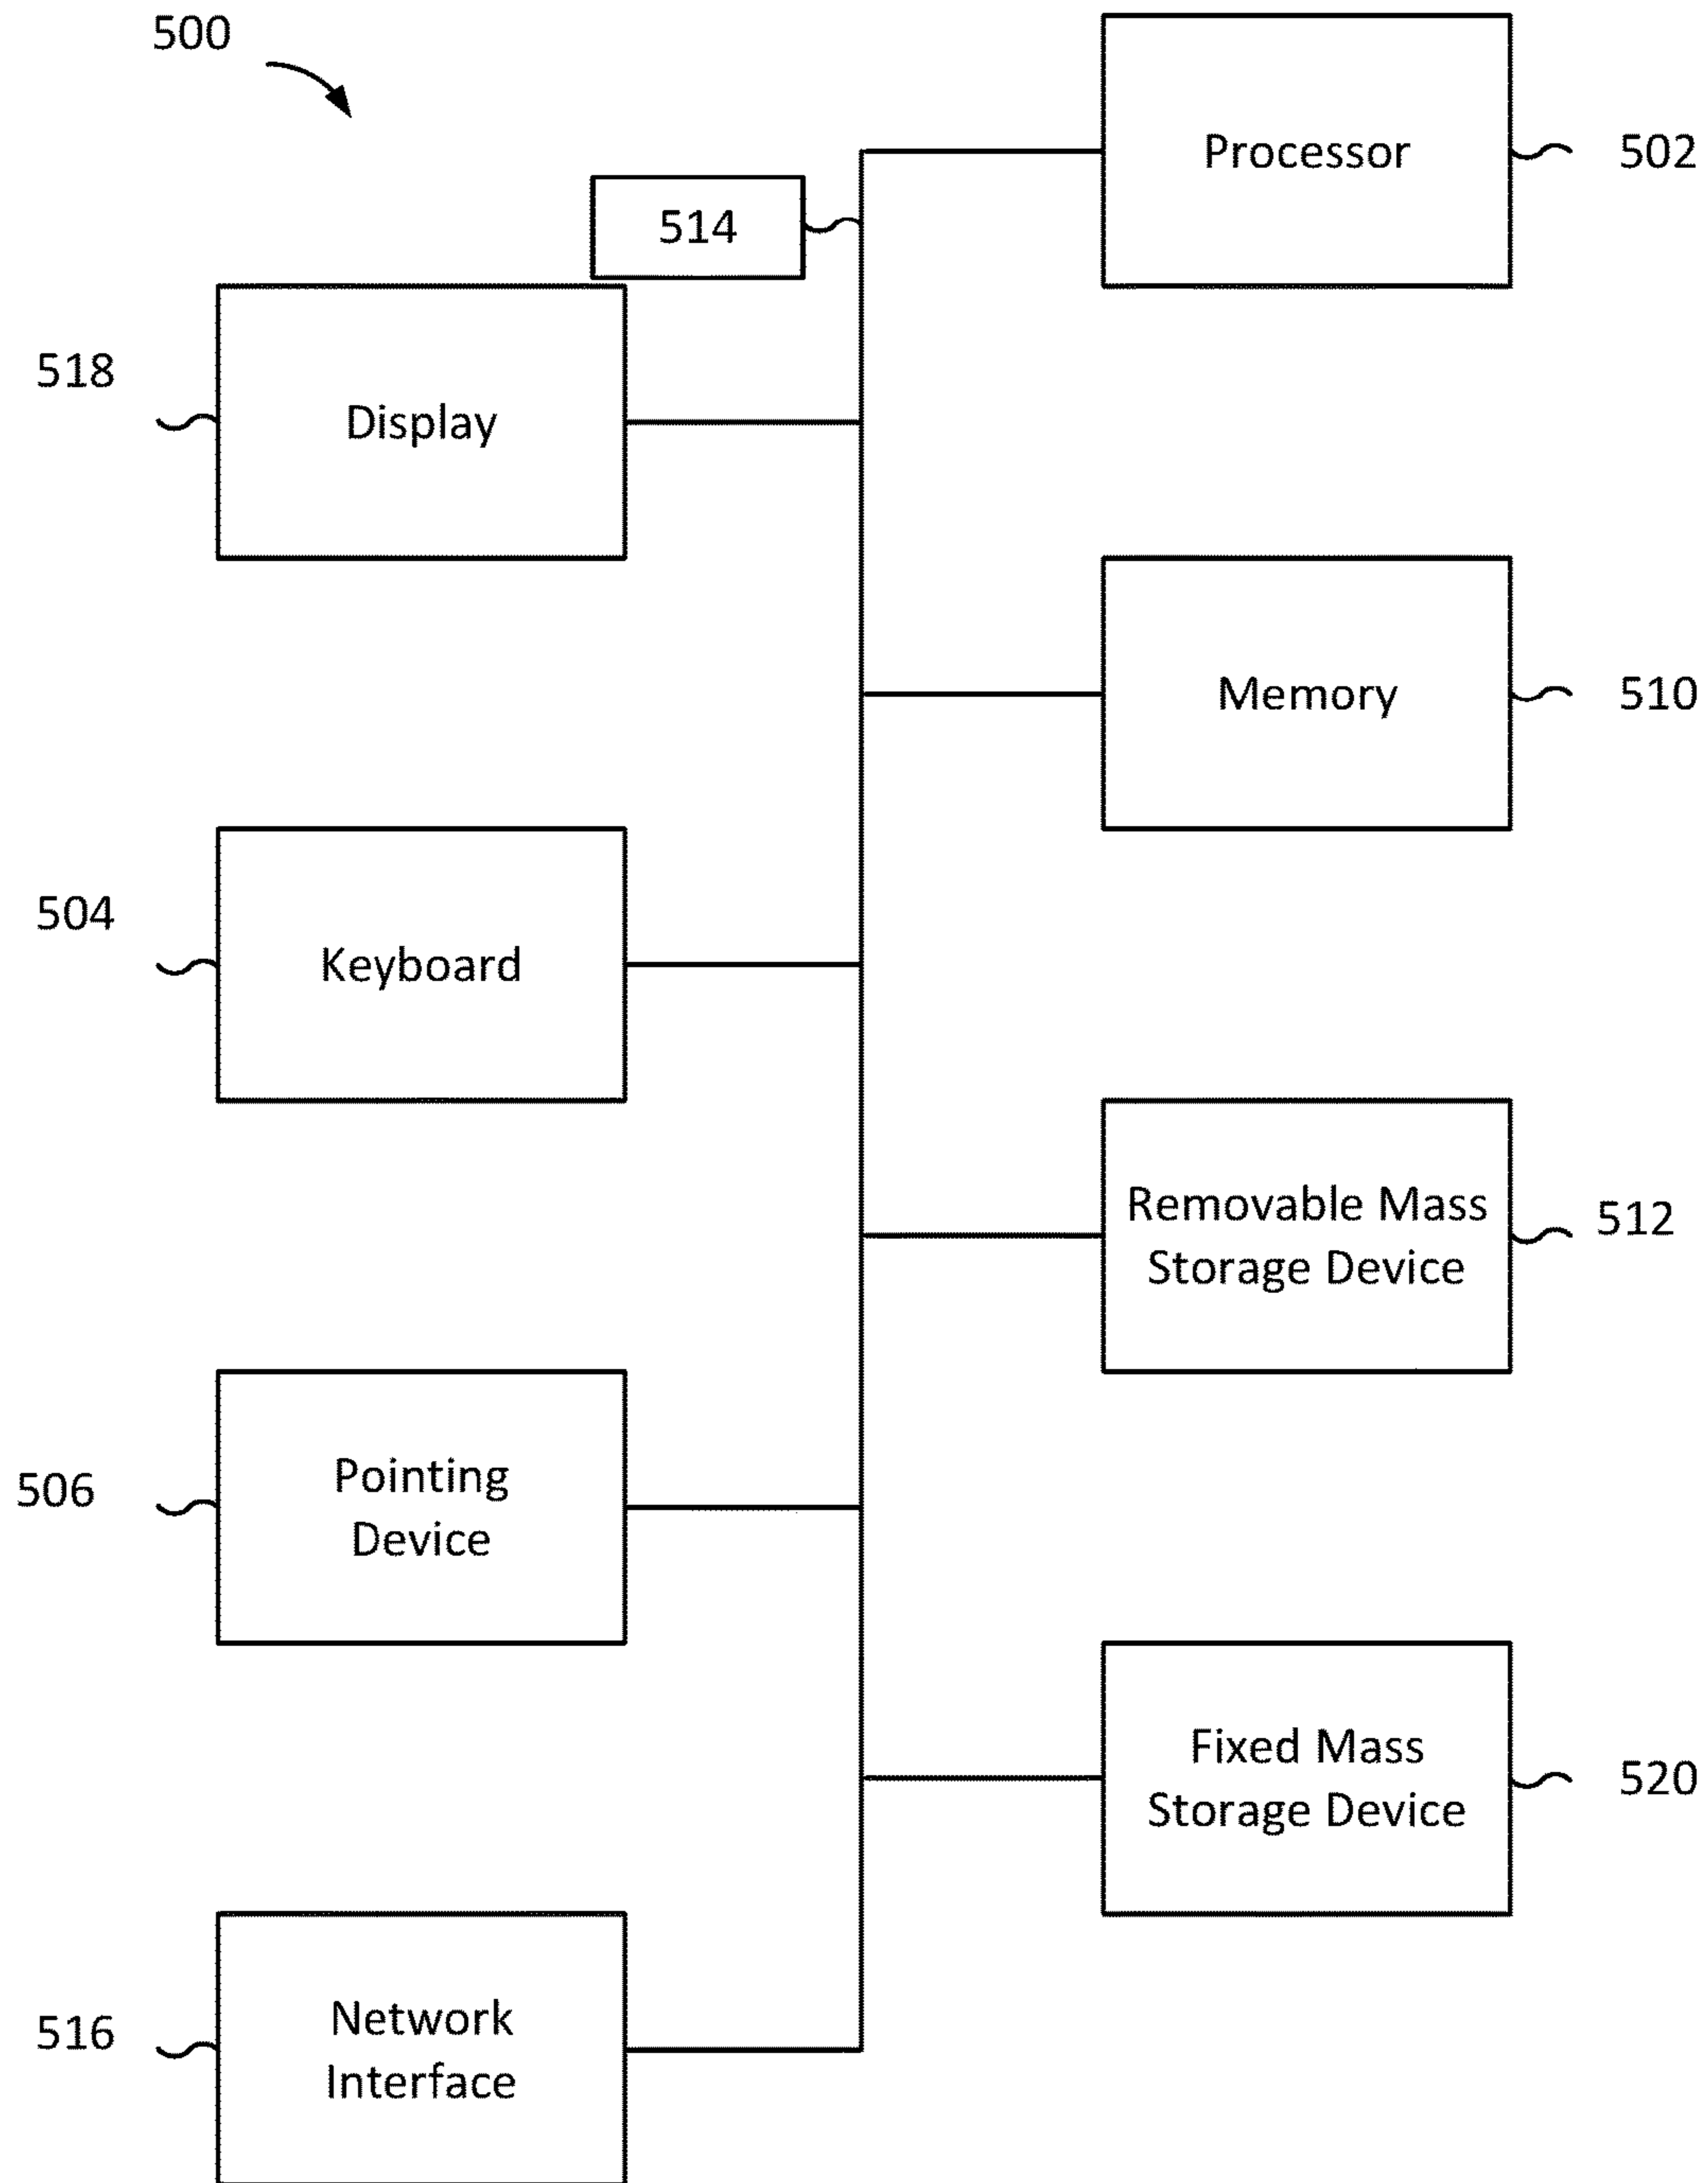 500
Processor
502
514
518
Display
Memory
510
504
Keyboard
Removable Mass
Storage Device
512
506
Pointing
Device
Fixed Mass
Storage Device
520
516
Network
Interface